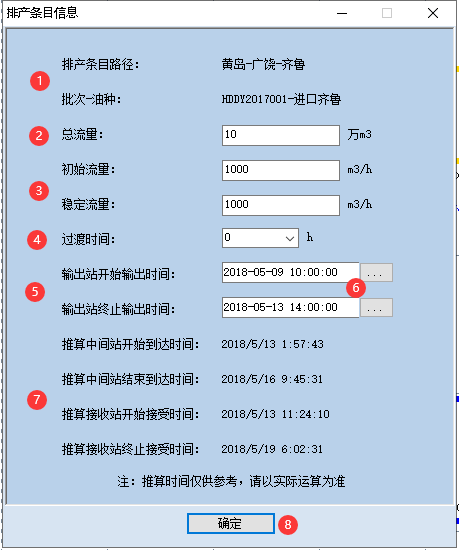 排产条目信息
1
排产条目路径： 黄岛-广饶-齐鲁
批次-油种： HDDY2017001-进口齐鲁
2 总流量： 10 万m3
初始流量： 1000 m3/h
3
稳定流量： 1000 m3/h
4 过渡时间： 0 h
输出站开始输出时间： 2018-05-09 10:00:00 ...
5 6
输出站终止输出时间： 2018-05-13 14:00:00 ...
推算中间站开始到达时间： 2018/5/13 1:57:43
推算中间站结束到达时间： 2018/5/16 9:45:31
7
推算接收站开始接受时间： 2018/5/13 11:24:10
推算接收站终止接受时间： 2018/5/19 6:02:31
注：推算时间仅供参考，请以实际运算为准
确定 8